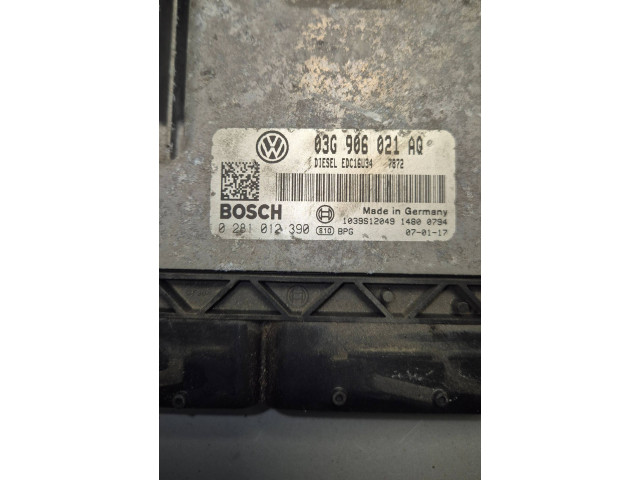 03G 906 021 AQ
DIESEL EDC16U34 7872
BOSCH
Made in Germany
1039S12049 1480 0794
0 281 012 390 e10 BPG
07-01-17